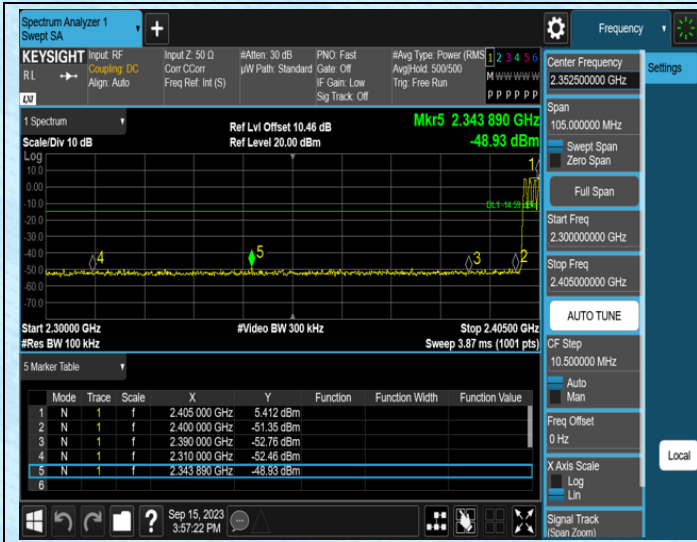 Spectrum Analyzer 1
Swept SA
Frequency
KEYSIGHT
RL
Input: RF
Coupling: DC
Align: Auto
Input Z: 50 Ω
Corr CCorr
Freq Ref: Int (S)
#Atten: 30 dB
µW Path: Standard
PNO: Fast
Gate: Off
IF Gain: Low
Sig Track: Off
#Avg Type: Power (RMS
Avg|Hold: 500/500
Trig: Free Run
1 2 3 4 5 6
M W W W W W
P P P P P P
LXI
1 Spectrum
Scale/Div 10 dB
Log
Ref Lvl Offset 10.46 dB
Ref Level 20.00 dBm
Mkr5 2.343 890 GHz
-48.93 dBm
10.0
0.00
-10.0
-20.0
-30.0
-40.0
-50.0
-60.0
-70.0
DL1 -14.59 dBm
1
2
3
4
5
Start 2.30000 GHz
#Res BW 100 kHz
#Video BW 300 kHz
Stop 2.40500 GHz
Sweep 3.87 ms (1001 pts)
5 Marker Table
Mode Trace Scale X Y Function Function Width Function Value
1 N 1 f 2.405 000 GHz 5.412 dBm
2 N 1 f 2.400 000 GHz -51.35 dBm
3 N 1 f 2.390 000 GHz -52.76 dBm
4 N 1 f 2.310 000 GHz -52.46 dBm
5 N 1 f 2.343 890 GHz -48.93 dBm
6
Sep 15, 2023
3:57:22 PM
Center Frequency
2.352500000 GHz
Span
105.000000 MHz
Swept Span
Zero Span
Full Span
Start Freq
2.300000000 GHz
Stop Freq
2.405000000 GHz
AUTO TUNE
CF Step
10.500000 MHz
Auto
Man
Freq Offset
0 Hz
X Axis Scale
Log
Lin
Signal Track
(Span Zoom)
Settings
Local